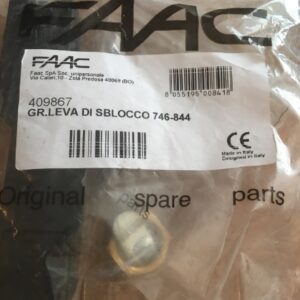 FAAC
FAAC
Faac SpA Soc. unipersonale
Via Calari,10 - Zola Predosa 40069 (BO)
8 055195 008418
409867
GR.LEVA DI SBLOCCO 746-844
CE
Made in Italy
Designed in Italy
Original spare parts